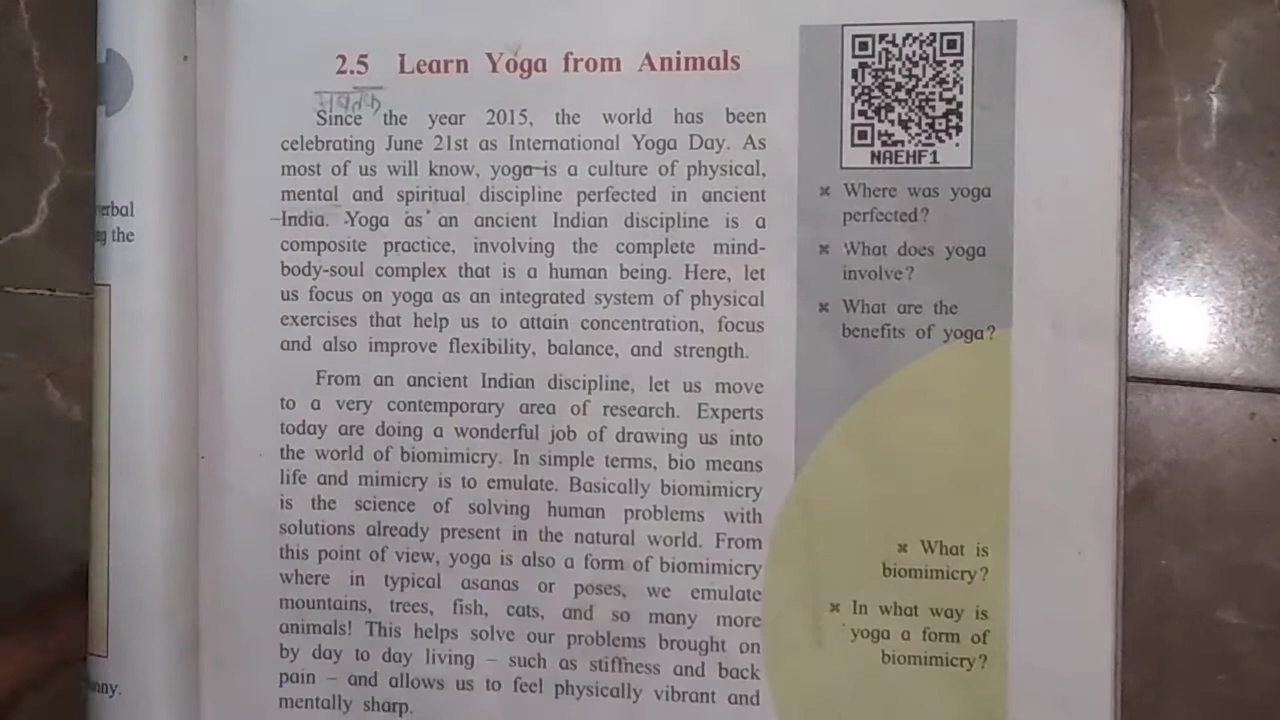 2.5 Learn Yoga from Animals
Since the year 2015, the world has been
celebrating June 21st as International Yoga Day. As
most of us will know, yoga is a culture of physical,
mental and spiritual discipline perfected in ancient
India. Yoga as an ancient Indian discipline is a
composite practice, involving the complete mind-
body-soul complex that is a human being. Here, let
us focus on yoga as an integrated system of physical
exercises that help us to attain concentration, focus
and also improve flexibility, balance, and strength.
From an ancient Indian discipline, let us move
to a very contemporary area of research. Experts
today are doing a wonderful job of drawing us into
the world of biomimicry. In simple terms, bio means
life and mimicry is to emulate. Basically biomimicry
is the science of solving human problems with
solutions already present in the natural world. From
this point of view, yoga is also a form of biomimicry
where in typical asanas or poses, we emulate
mountains, trees, fish, cats, and so many more
animals! This helps solve our problems brought on
by day to day living – such as stiffness and back
pain – and allows us to feel physically vibrant and
mentally sharp.
NAEHF1
Where was yoga
perfected?
What does yoga
involve?
What are the
benefits of yoga?
What is
biomimicry?
In what way is
yoga a form of
biomimicry?
erbal
the